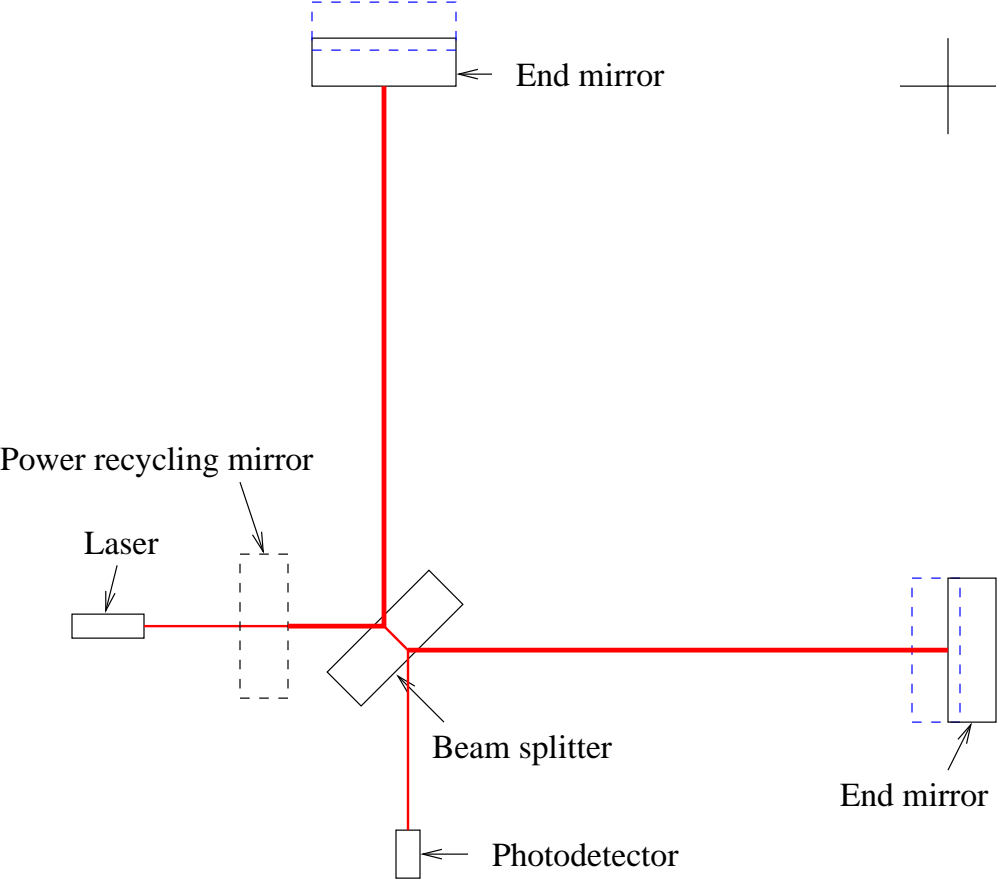 End mirror
Power recycling mirror
Laser
Beam splitter
End mirror
Photodetector